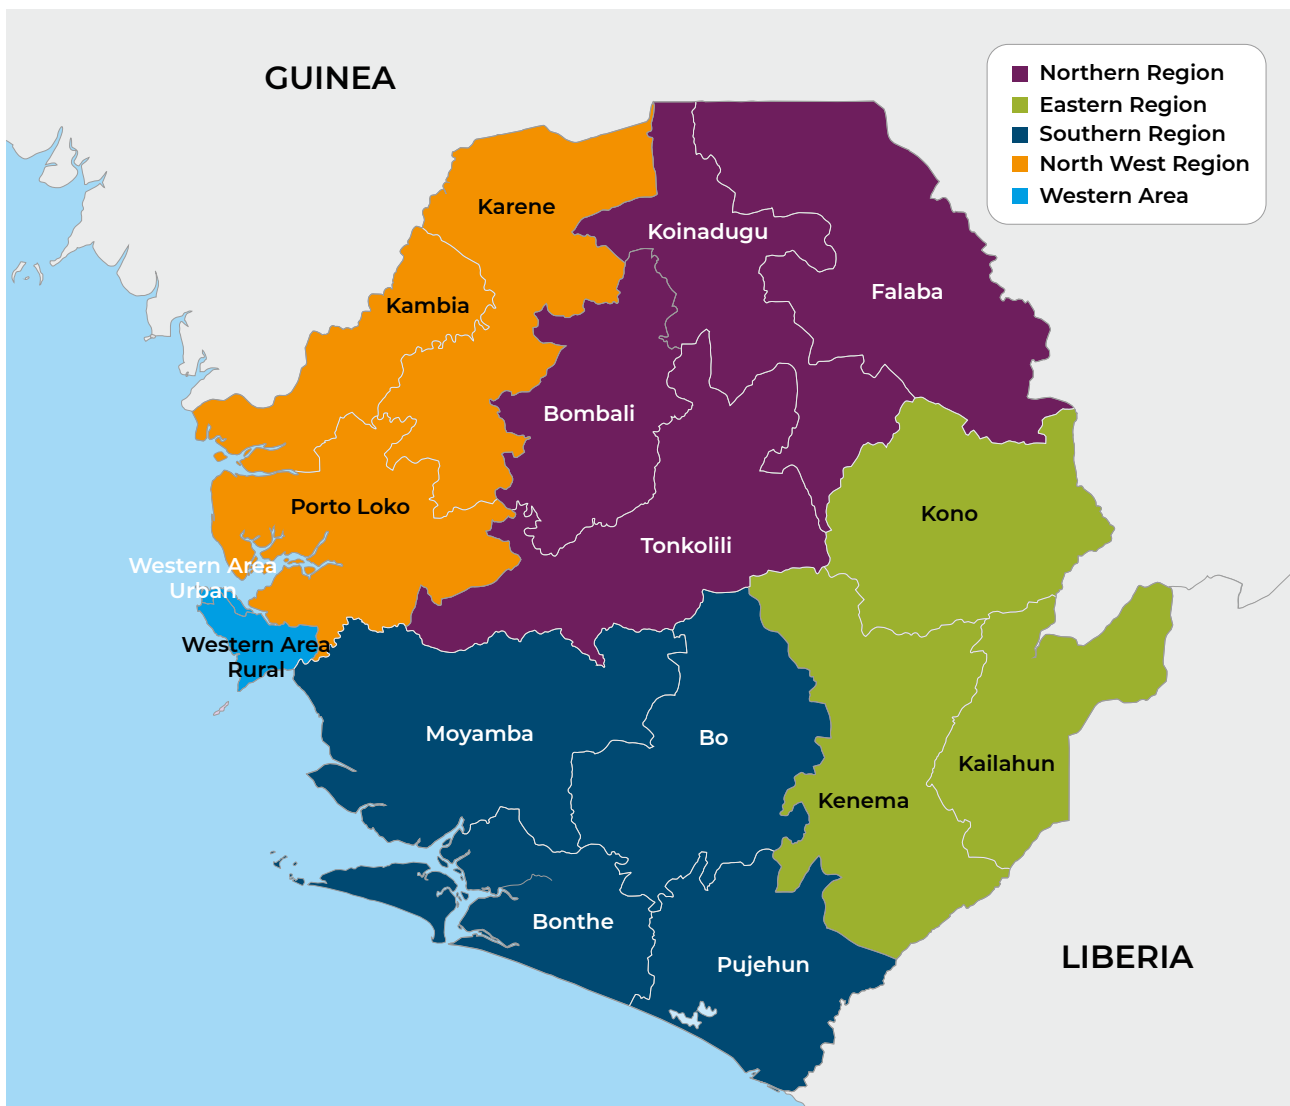 GUINEA
Northern Region
Eastern Region
Southern Region
North West Region
Western Area
Karene
Koinadugu
Falaba
Kambia
Bombali
Porto Loko
Kono
Tonkolili
Western Area
Urban
Western Area
Rural
Moyamba
Bo
Kailahun
Kenema
Bonthe
Pujehun
LIBERIA